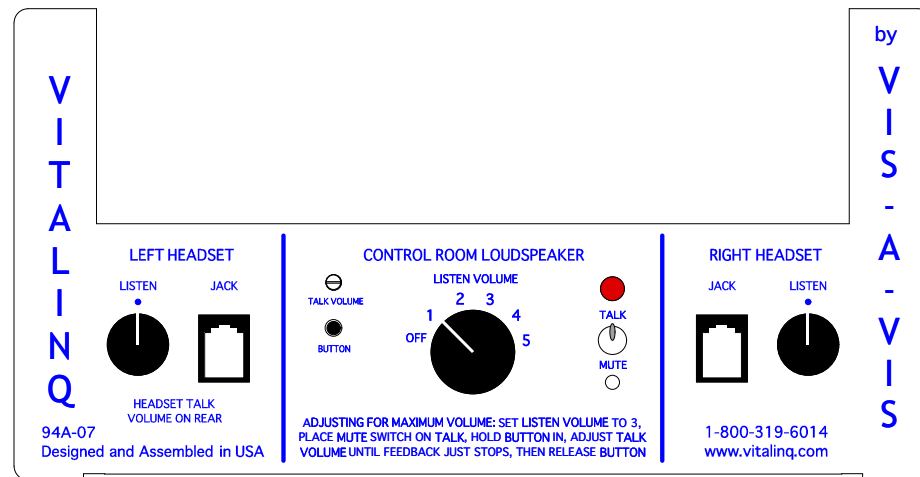 VITALINQ
by
VIS-A-VIS
LEFT HEADSET
LISTEN
JACK
HEADSET TALK
VOLUME ON REAR
94A-07
Designed and Assembled in USA
CONTROL ROOM LOUDSPEAKER
LISTEN VOLUME
TALK VOLUME
BUTTON
OFF
1
2
3
4
5
TALK
MUTE
ADJUSTING FOR MAXIMUM VOLUME: SET LISTEN VOLUME TO 3,
PLACE MUTE SWITCH ON TALK, HOLD BUTTON IN, ADJUST TALK
VOLUME UNTIL FEEDBACK JUST STOPS, THEN RELEASE BUTTON
RIGHT HEADSET
JACK
LISTEN
1-800-319-6014
www.vitalinq.com